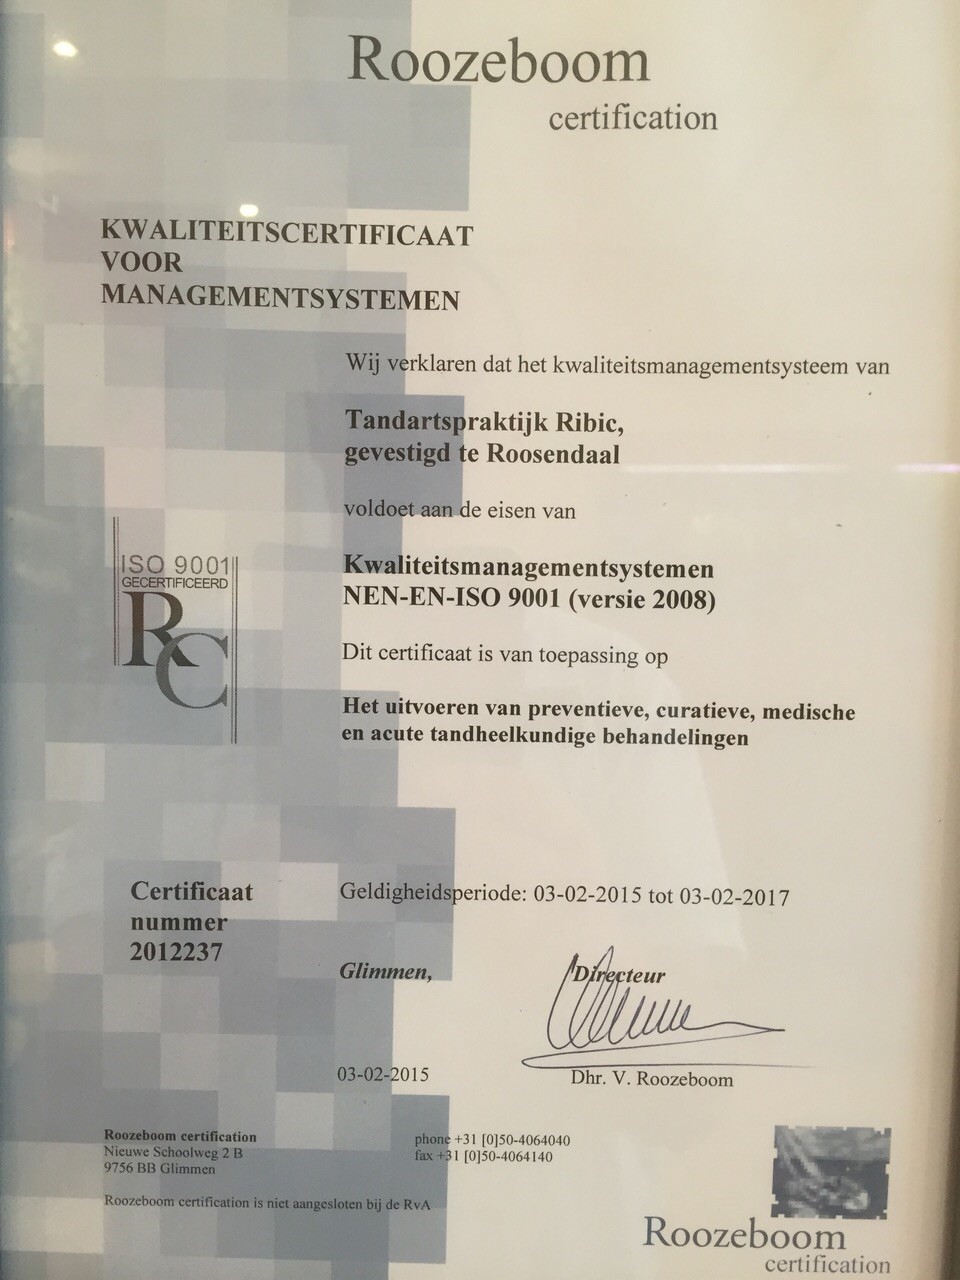 Roozeboom
certification
KWALITEITSCERTIFICAAT
VOOR
MANAGEMENTSYSTEMEN
Wij verklaren dat het kwaliteitsmanagementsysteem van
Tandartspraktijk Ribic,
gevestigd te Roosendaal
voldoet aan de eisen van
ISO 9001
GECERTIFICEERD
RC
Kwaliteitsmanagementsystemen
NEN-EN-ISO 9001 (versie 2008)
Dit certificaat is van toepassing op
Het uitvoeren van preventieve, curatieve, medische
en acute tandheelkundige behandelingen
Certificaat
nummer
2012237
Geldigheidsperiode: 03-02-2015 tot 03-02-2017
Glimmen,
Directeur
03-02-2015
Dhr. V. Roozeboom
Roozeboom certification
Nieuwe Schoolweg 2 B
9756 BB Glimmen
phone +31 [0]50-4064040
fax +31 [0]50-4064140
Roozeboom certification is niet aangesloten bij de RvA
Roozeboom
certification